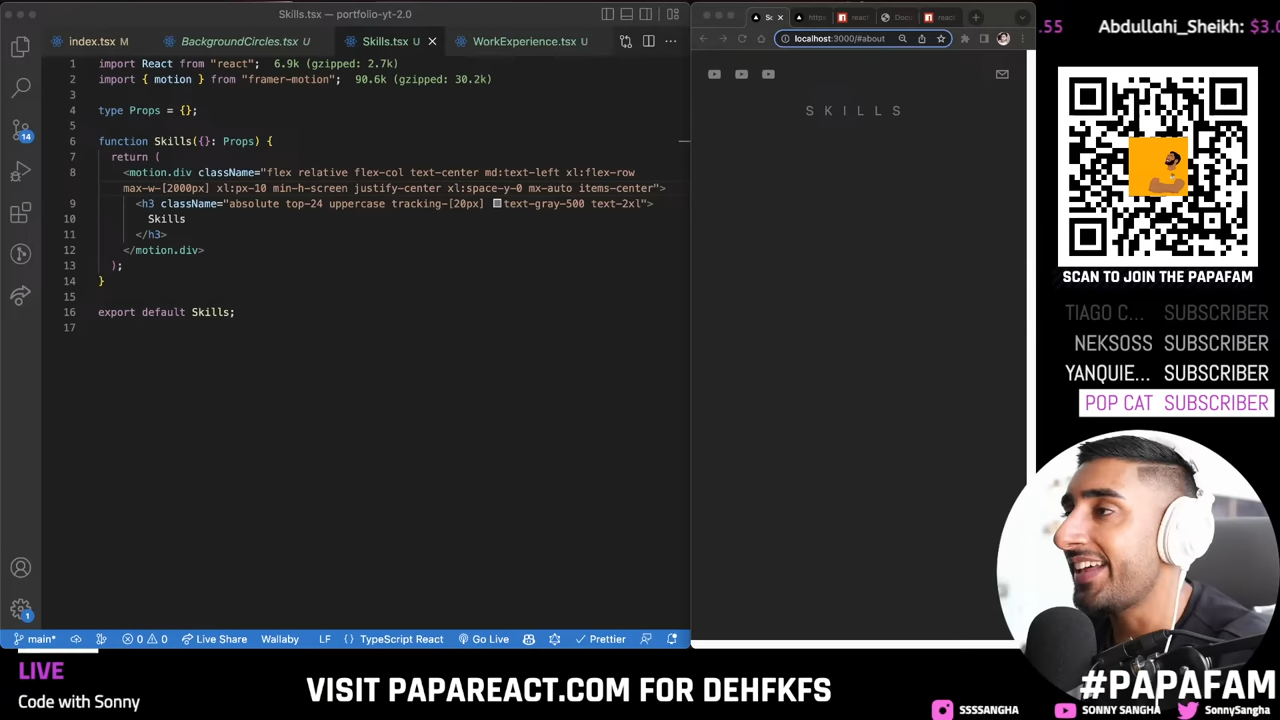 Skills.tsx — portfolio-yt-2.0
index.tsx M
BackgroundCircles.tsx U
Skills.tsx U
WorkExperience.tsx U
1 import React from "react"; 6.9k (gzipped: 2.7k)
2 import { motion } from "framer-motion"; 90.6k (gzipped: 30.2k)
3
4 type Props = {};
5
6 function Skills({}: Props) {
7 return (
8 <motion.div className="flex relative flex-col text-center md:text-left xl:flex-row
max-w-[2000px] xl:px-10 min-h-screen justify-center xl:space-y-0 mx-auto items-center">
9 <h3 className="absolute top-24 uppercase tracking-[20px] text-gray-500 text-2xl">
10 Skills
11 </h3>
12 </motion.div>
13 );
14 }
15
16 export default Skills;
17
14
1
main* 0 0 Live Share Wallaby LF {} TypeScript React Go Live Prettier
Sc
http
react
Docu
react
localhost:3000/#about
SKILLS
.55 Abdullahi_Sheikh: $3.0
SCAN TO JOIN THE PAPAFAM
TIAGO C... SUBSCRIBER
NEKSOSS SUBSCRIBER
YANQUIE... SUBSCRIBER
POP CAT SUBSCRIBER
LIVE
Code with Sonny
VISIT PAPAREACT.COM FOR DEHFKFS
#PAPAFAM
SSSSANGHA SONNY SANGHA SonnySangha